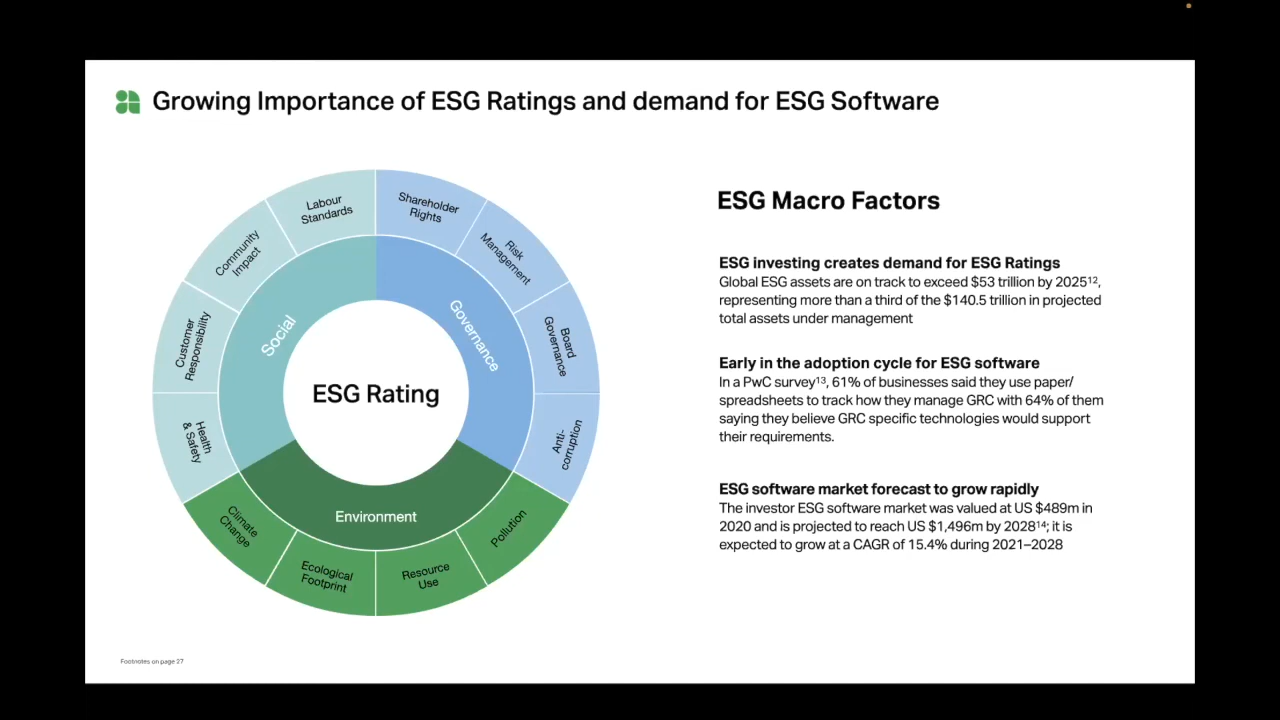 Growing Importance of ESG Ratings and demand for ESG Software
Labour
Standards
Shareholder
Rights
Community
Impact
Risk
Management
Customer
Responsibility
Board
Governance
Health
& Safety
Anti-
corruption
Social
Governance
ESG Rating
Environment
Climate
Change
Ecological
Footprint
Resource
Use
Pollution
ESG Macro Factors
ESG investing creates demand for ESG Ratings
Global ESG assets are on track to exceed $53 trillion by 2025¹²,
representing more than a third of the $140.5 trillion in projected
total assets under management
Early in the adoption cycle for ESG software
In a PwC survey¹³, 61% of businesses said they use paper/
spreadsheets to track how they manage GRC with 64% of them
saying they believe GRC specific technologies would support
their requirements.
ESG software market forecast to grow rapidly
The investor ESG software market was valued at US $489m in
2020 and is projected to reach US $1,496m by 2028¹⁴; it is
expected to grow at a CAGR of 15.4% during 2021–2028
Footnotes on page 27